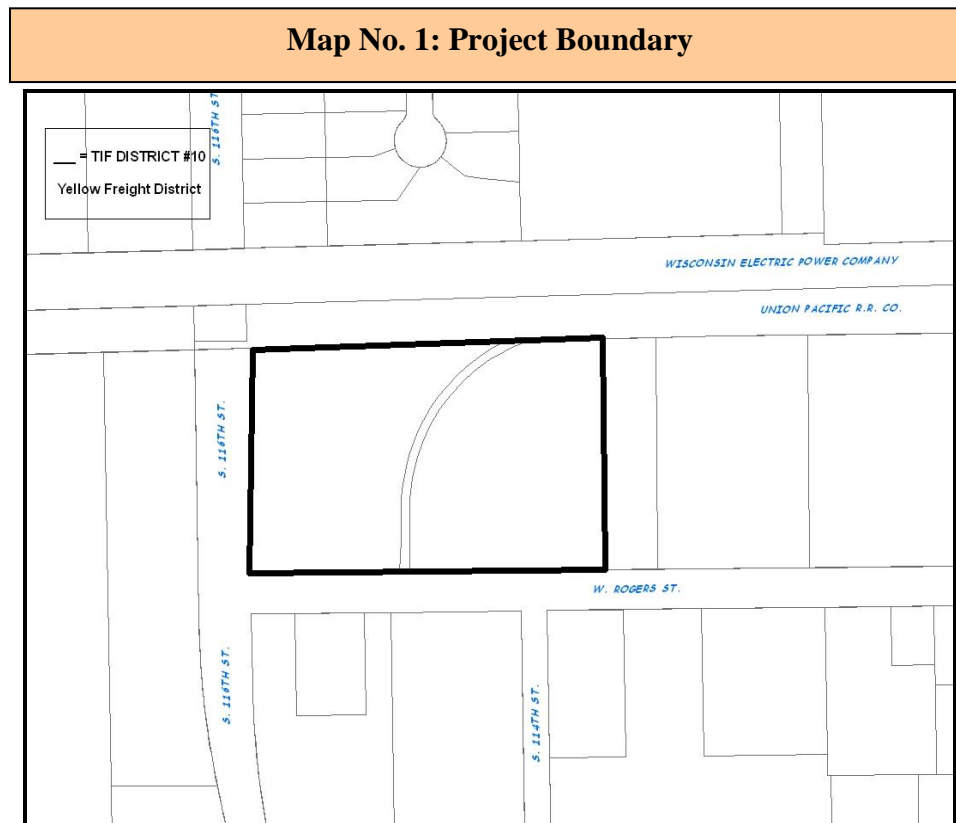 Map No. 1: Project Boundary
S. 116TH ST
___ = TIF DISTRICT #10
Yellow Freight District
WISCONSIN ELECTRIC POWER COMPANY
UNION PACIFIC R.R. CO.
S. 116TH ST.
W. ROGERS ST.
S. 116TH ST.
S. 114TH ST.